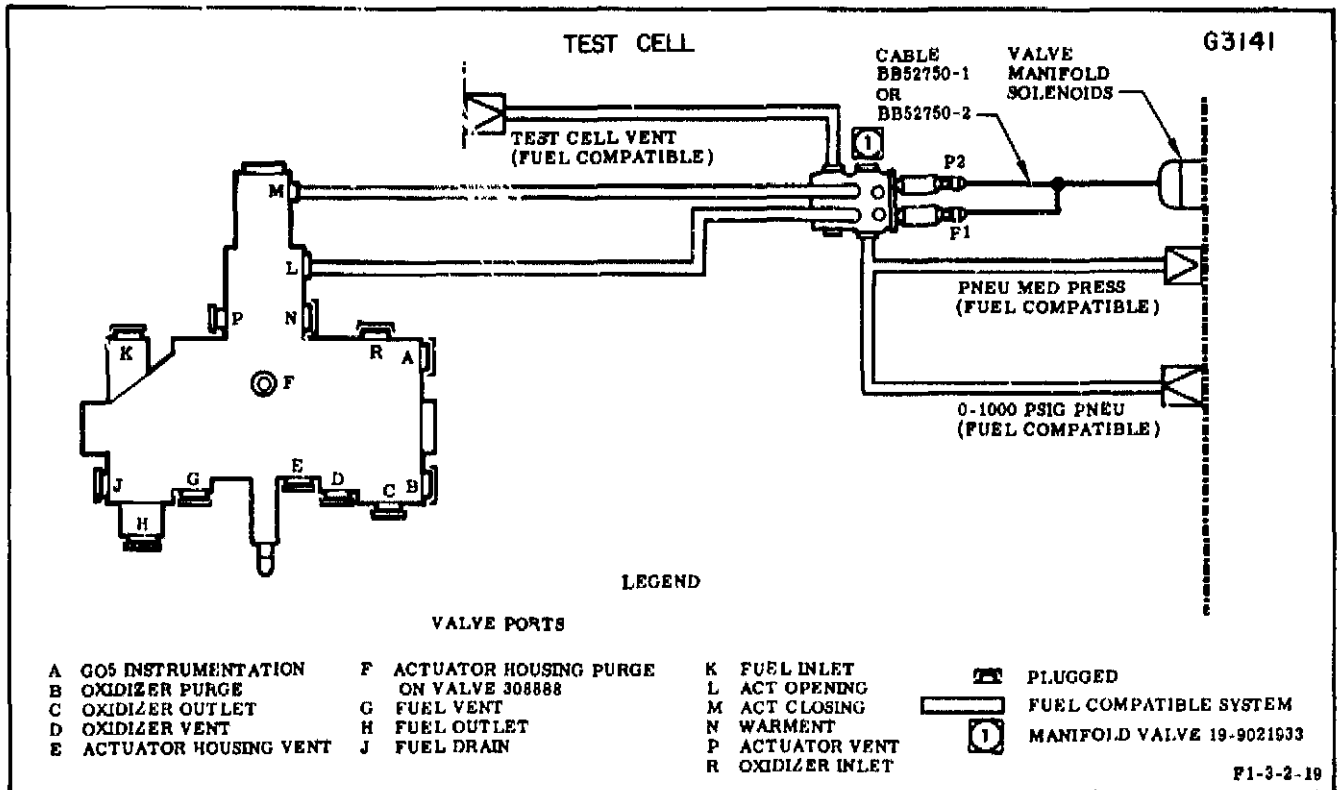 TEST CELL
G3141
CABLE
BB52750-1
OR
BB52750-2
VALVE
MANIFOLD
SOLENOIDS
TEST CELL VENT
(FUEL COMPATIBLE)
1
P2
P1
M
L
PNEU MED PRESS
(FUEL COMPATIBLE)
P
N
K
R
A
F
0-1000 PSIG PNEU
(FUEL COMPATIBLE)
J
G
E
D
C
B
H
LEGEND
VALVE PORTS
A GO5 INSTRUMENTATION
B OXIDIZER PURGE
C OXIDIZER OUTLET
D OXIDIZER VENT
E ACTUATOR HOUSING VENT
F ACTUATOR HOUSING PURGE
ON VALVE 308888
G FUEL VENT
H FUEL OUTLET
J FUEL DRAIN
K FUEL INLET
L ACT OPENING
M ACT CLOSING
N WARMENT
P ACTUATOR VENT
R OXIDIZER INLET
PLUGGED
FUEL COMPATIBLE SYSTEM
1 MANIFOLD VALVE 19-9021933
F1-3-2-19